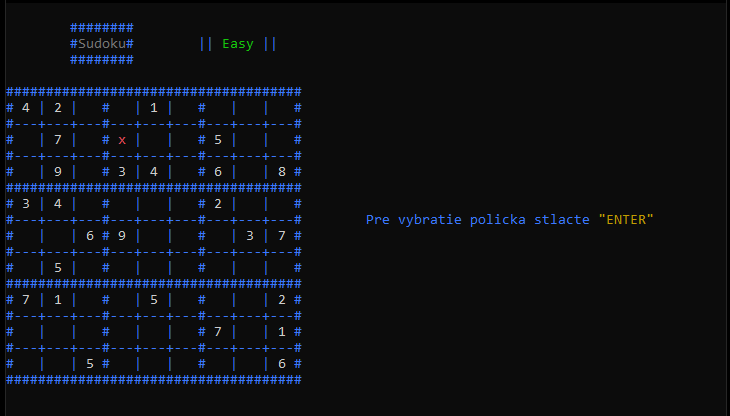 ########
#Sudoku# || Easy ||
########
#####################################
# 4 | 2 |   #   | 1 |   #   |   |   #
#---+---+---#---+---+---#---+---+---#
#   | 7 |   # x |   |   # 5 |   |   #
#---+---+---#---+---+---#---+---+---#
#   | 9 |   # 3 | 4 |   # 6 |   | 8 #
#####################################
# 3 | 4 |   #   |   |   # 2 |   |   #
#---+---+---#---+---+---#---+---+---#
Pre vybratie policka stlacte "ENTER"
#   |   | 6 # 9 |   |   #   | 3 | 7 #
#---+---+---#---+---+---#---+---+---#
#   | 5 |   #   |   |   #   |   |   #
#####################################
# 7 | 1 |   #   | 5 |   #   |   | 2 #
#---+---+---#---+---+---#---+---+---#
#   |   |   #   |   |   # 7 |   | 1 #
#---+---+---#---+---+---#---+---+---#
#   |   | 5 #   |   |   #   |   | 6 #
#####################################